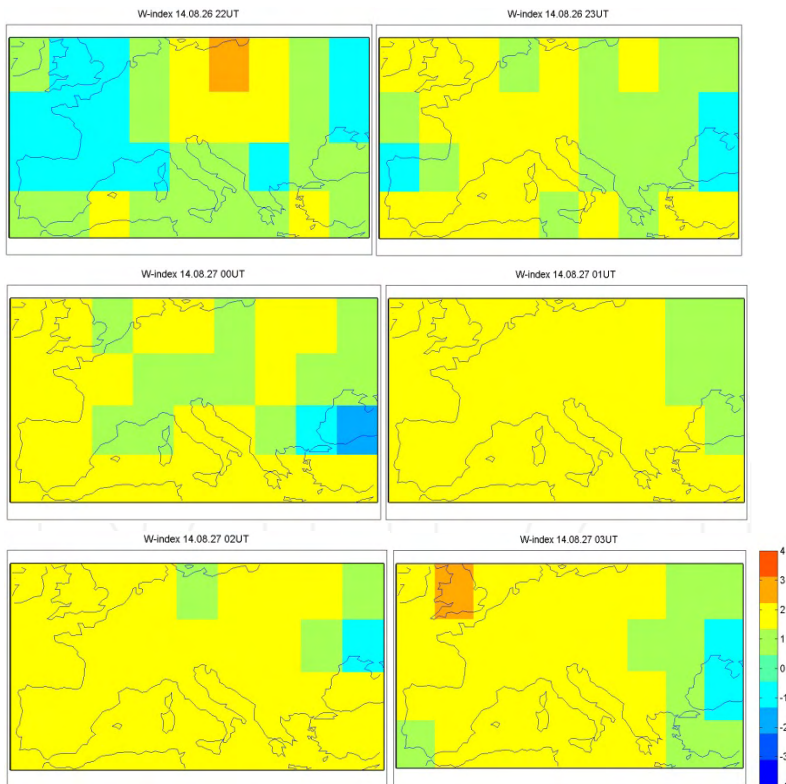 W-index 14.08.26 22UT
W-index 14.08.26 23UT
W-index 14.08.27 00UT
W-index 14.08.27 01UT
W-index 14.08.27 02UT
W-index 14.08.27 03UT
4
3
2
1
0
-1
-2
-3